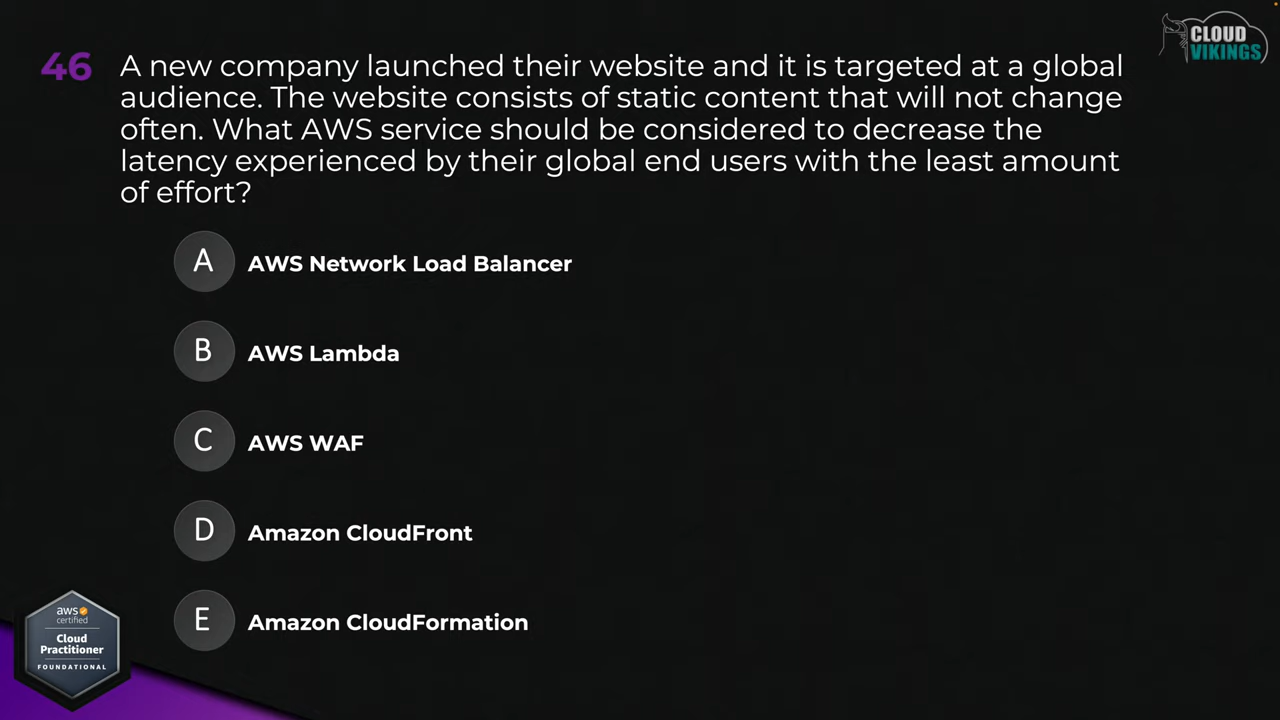 CLOUD
VIKINGS
46
A new company launched their website and it is targeted at a global
audience. The website consists of static content that will not change
often. What AWS service should be considered to decrease the
latency experienced by their global end users with the least amount
of effort?
A
AWS Network Load Balancer
B
AWS Lambda
C
AWS WAF
D
Amazon CloudFront
E
Amazon CloudFormation
aws
certified
Cloud
Practitioner
FOUNDATIONAL